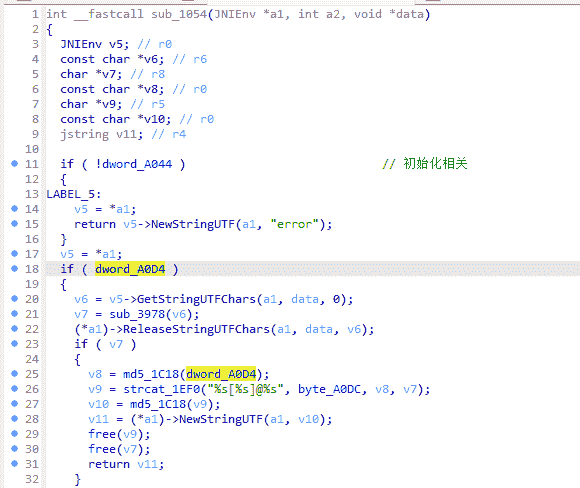 1 int __fastcall sub_1054(JNIEnv *a1, int a2, void *data)
2 {
3   JNIEnv v5; // r0
4   const char *v6; // r6
5   char *v7; // r8
6   const char *v8; // r0
7   char *v9; // r5
8   const char *v10; // r0
9   jstring v11; // r4
10
11   if ( !dword_A044 )                          // 初始化相关
12   {
13 LABEL_5:
14     v5 = *a1;
15     return v5->NewStringUTF(a1, "error");
16   }
17   v5 = *a1;
18   if ( dword_A0D4 )
19   {
20     v6 = v5->GetStringUTFChars(a1, data, 0);
21     v7 = sub_3978(v6);
22     (*a1)->ReleaseStringUTFChars(a1, data, v6);
23     if ( v7 )
24     {
25       v8 = md5_1C18(dword_A0D4);
26       v9 = strcat_1EF0("%s[%s]@%s", byte_A0DC, v8, v7);
27       v10 = md5_1C18(v9);
28       v11 = (*a1)->NewStringUTF(a1, v10);
29       free(v9);
30       free(v7);
31       return v11;
32     }